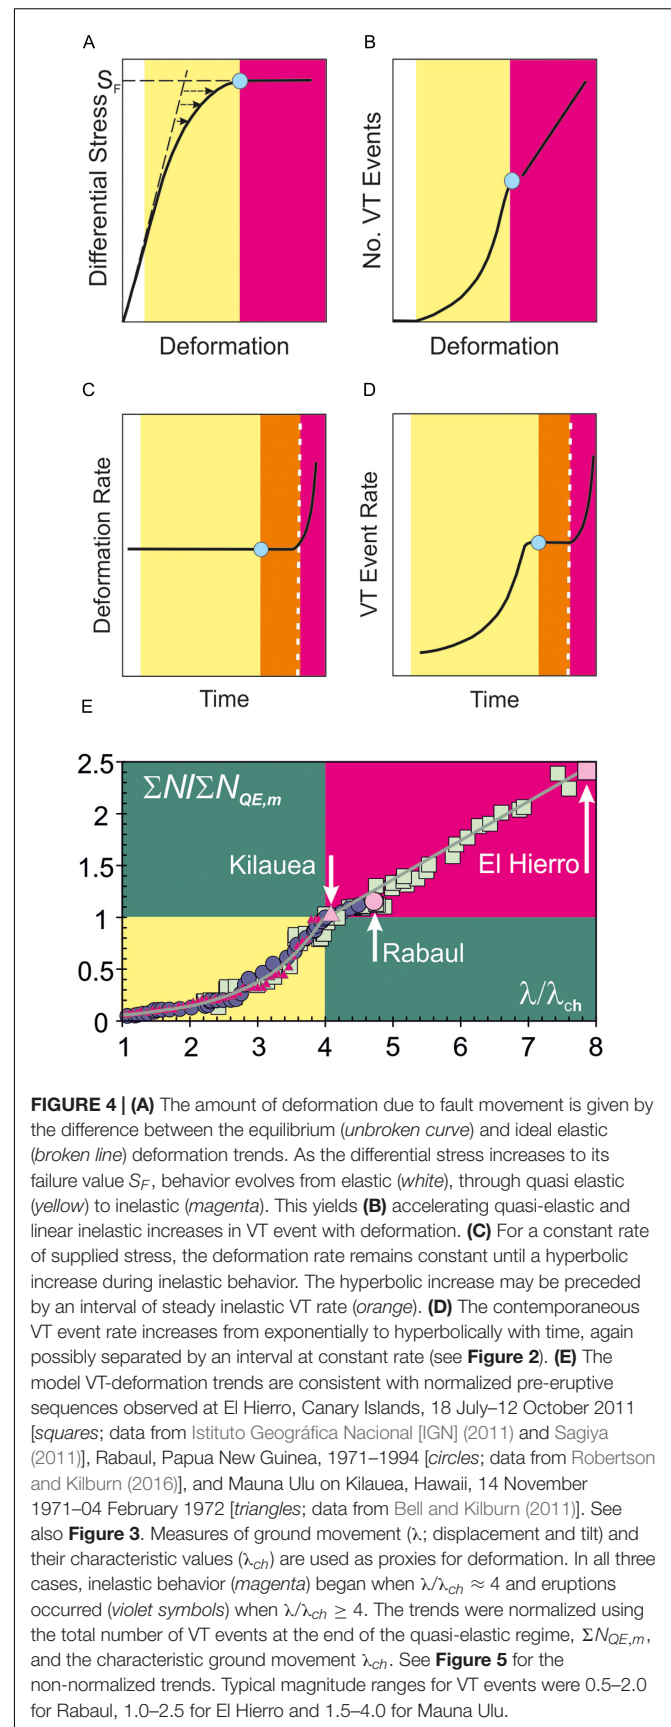 A
B
S_F
Differential Stress
Deformation
No. VT Events
Deformation
C
D
Deformation Rate
Time
VT Event Rate
Time
E
2.5
2
1.5
1
0.5
0
ΣN/ΣN_QE,m
Kilauea
El Hierro
Rabaul
λ/λ_ch
1 2 3 4 5 6 7 8
FIGURE 4 | (A) The amount of deformation due to fault movement is given by
the difference between the equilibrium (unbroken curve) and ideal elastic
(broken line) deformation trends. As the differential stress increases to its
failure value S_F, behavior evolves from elastic (white), through quasi elastic
(yellow) to inelastic (magenta). This yields (B) accelerating quasi-elastic and
linear inelastic increases in VT event with deformation. (C) For a constant rate
of supplied stress, the deformation rate remains constant until a hyperbolic
increase during inelastic behavior. The hyperbolic increase may be preceded
by an interval of steady inelastic VT rate (orange). (D) The contemporaneous
VT event rate increases from exponentially to hyperbolically with time, again
possibly separated by an interval at constant rate (see Figure 2). (E) The
model VT-deformation trends are consistent with normalized pre-eruptive
sequences observed at El Hierro, Canary Islands, 18 July–12 October 2011
[squares; data from Istituto Geográfica Nacional [IGN] (2011) and Sagiya
(2011)], Rabaul, Papua New Guinea, 1971–1994 [circles; data from Robertson
and Kilburn (2016)], and Mauna Ulu on Kilauea, Hawaii, 14 November
1971–04 February 1972 [triangles; data from Bell and Kilburn (2011)]. See
also Figure 3. Measures of ground movement (λ; displacement and tilt) and
their characteristic values (λ_ch) are used as proxies for deformation. In all three
cases, inelastic behavior (magenta) began when λ/λ_ch ≈ 4 and eruptions
occurred (violet symbols) when λ/λ_ch ≥ 4. The trends were normalized using
the total number of VT events at the end of the quasi-elastic regime, ΣN_QE,m,
and the characteristic ground movement λ_ch. See Figure 5 for the
non-normalized trends. Typical magnitude ranges for VT events were 0.5–2.0
for Rabaul, 1.0–2.5 for El Hierro and 1.5–4.0 for Mauna Ulu.